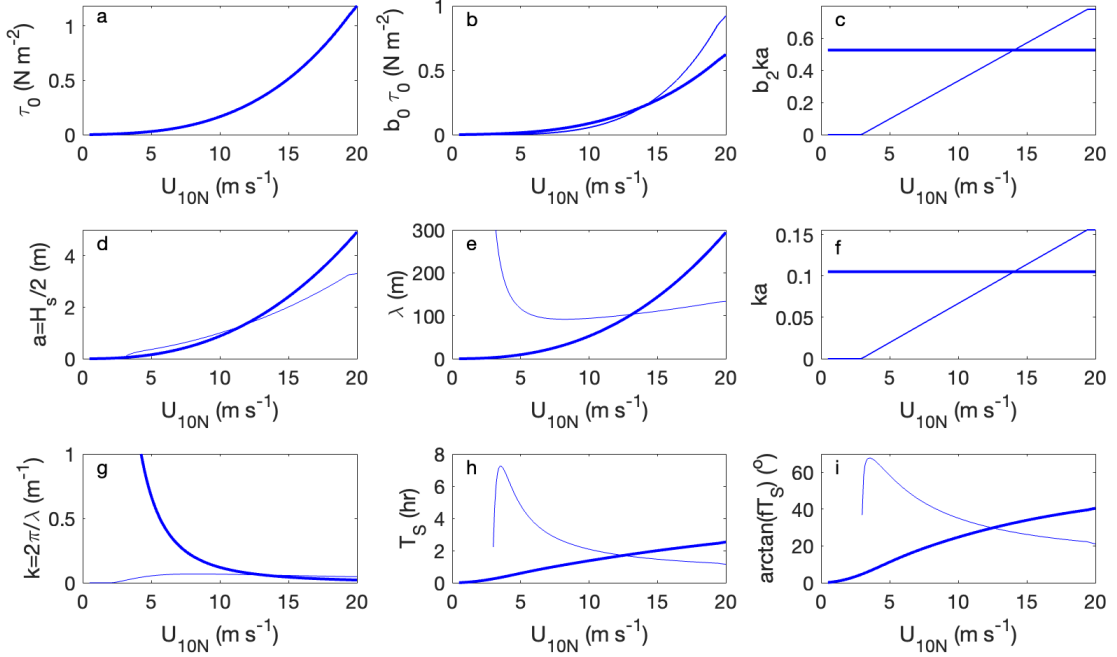 a
τ₀ (N m⁻²)
1
0.5
0
0 5 10 15 20
U₁₀N (m s⁻¹)
b
b₀ τ₀ (N m⁻²)
1
0.5
0
0 5 10 15 20
U₁₀N (m s⁻¹)
c
b₂ka
0.6
0.4
0.2
0
0 5 10 15 20
U₁₀N (m s⁻¹)
d
a=Hₛ/2 (m)
4
2
0
0 5 10 15 20
U₁₀N (m s⁻¹)
e
λ (m)
300
200
100
0
0 5 10 15 20
U₁₀N (m s⁻¹)
f
ka
0.15
0.1
0.05
0
0 5 10 15 20
U₁₀N (m s⁻¹)
g
k=2π/λ (m⁻¹)
1
0.5
0
0 5 10 15 20
U₁₀N (m s⁻¹)
h
T_S (hr)
8
6
4
2
0
0 5 10 15 20
U₁₀N (m s⁻¹)
i
arctan(fT_S) (°)
60
40
20
0
0 5 10 15 20
U₁₀N (m s⁻¹)